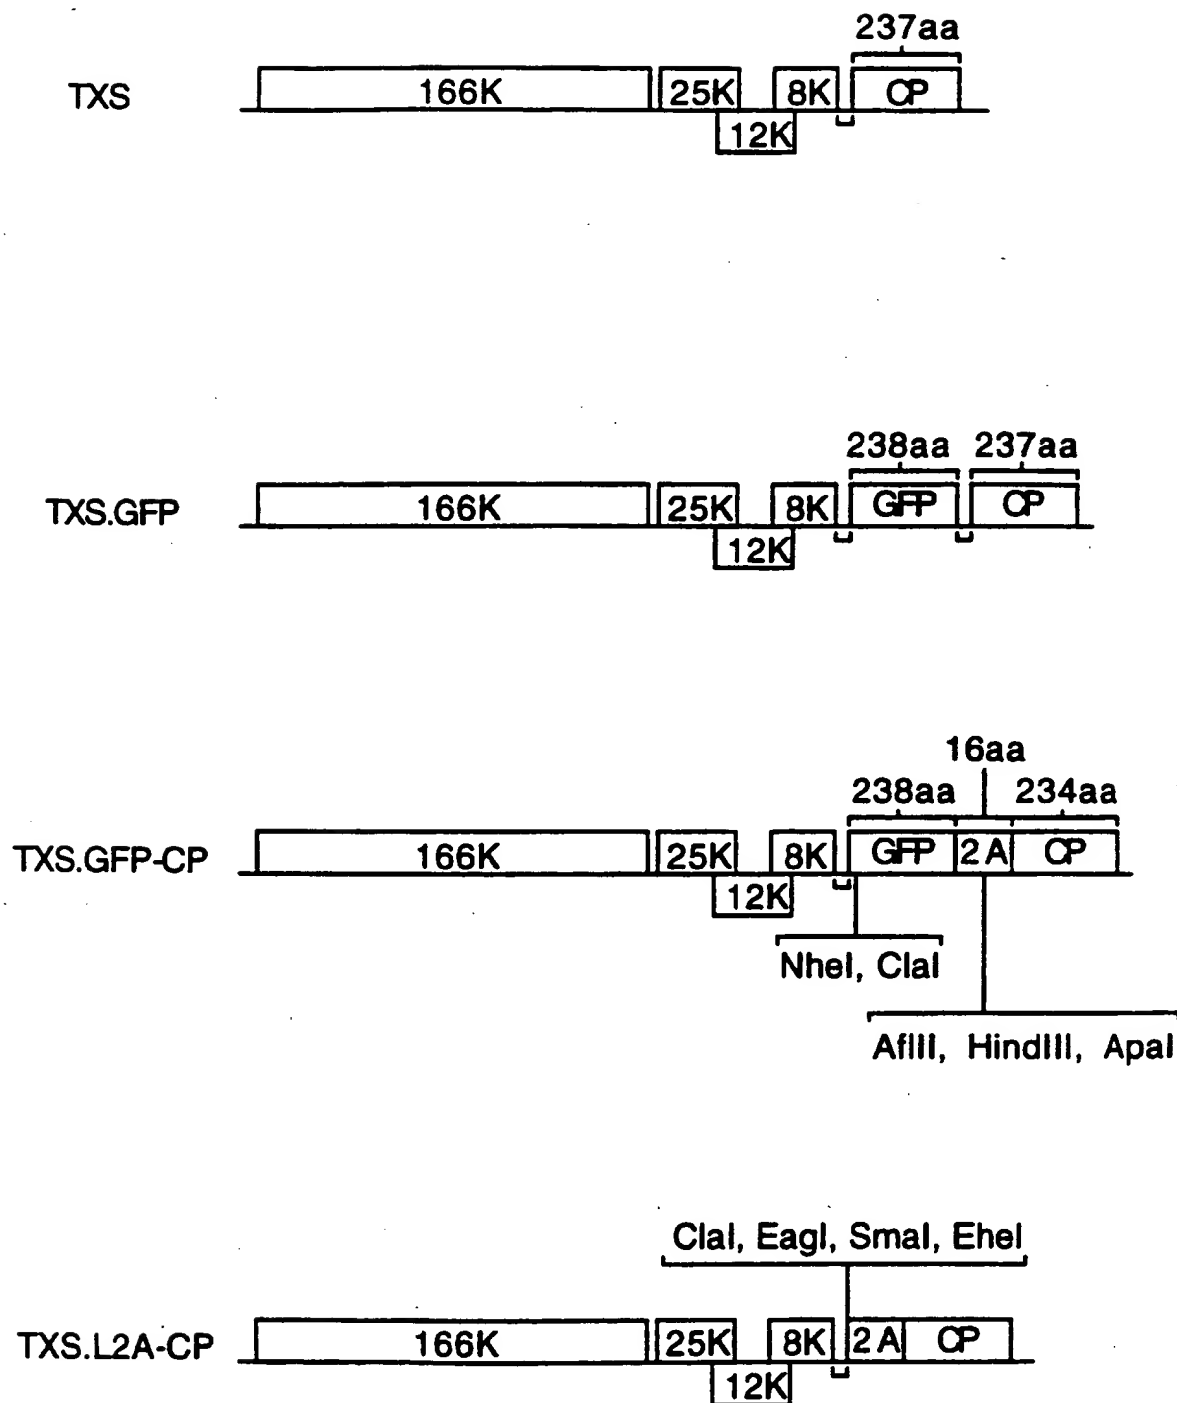 237aa
TXS 166K 25K 8K CP
12K
238aa 237aa
TXS.GFP 166K 25K 8K GFP CP
12K
16aa
238aa 234aa
TXS.GFP-CP 166K 25K 8K GFP 2A CP
12K
NheI, ClaI
AflII, HindIII, ApaI
ClaI, EagI, SmaI, EheI
TXS.L2A-CP 166K 25K 8K 2A CP
12K